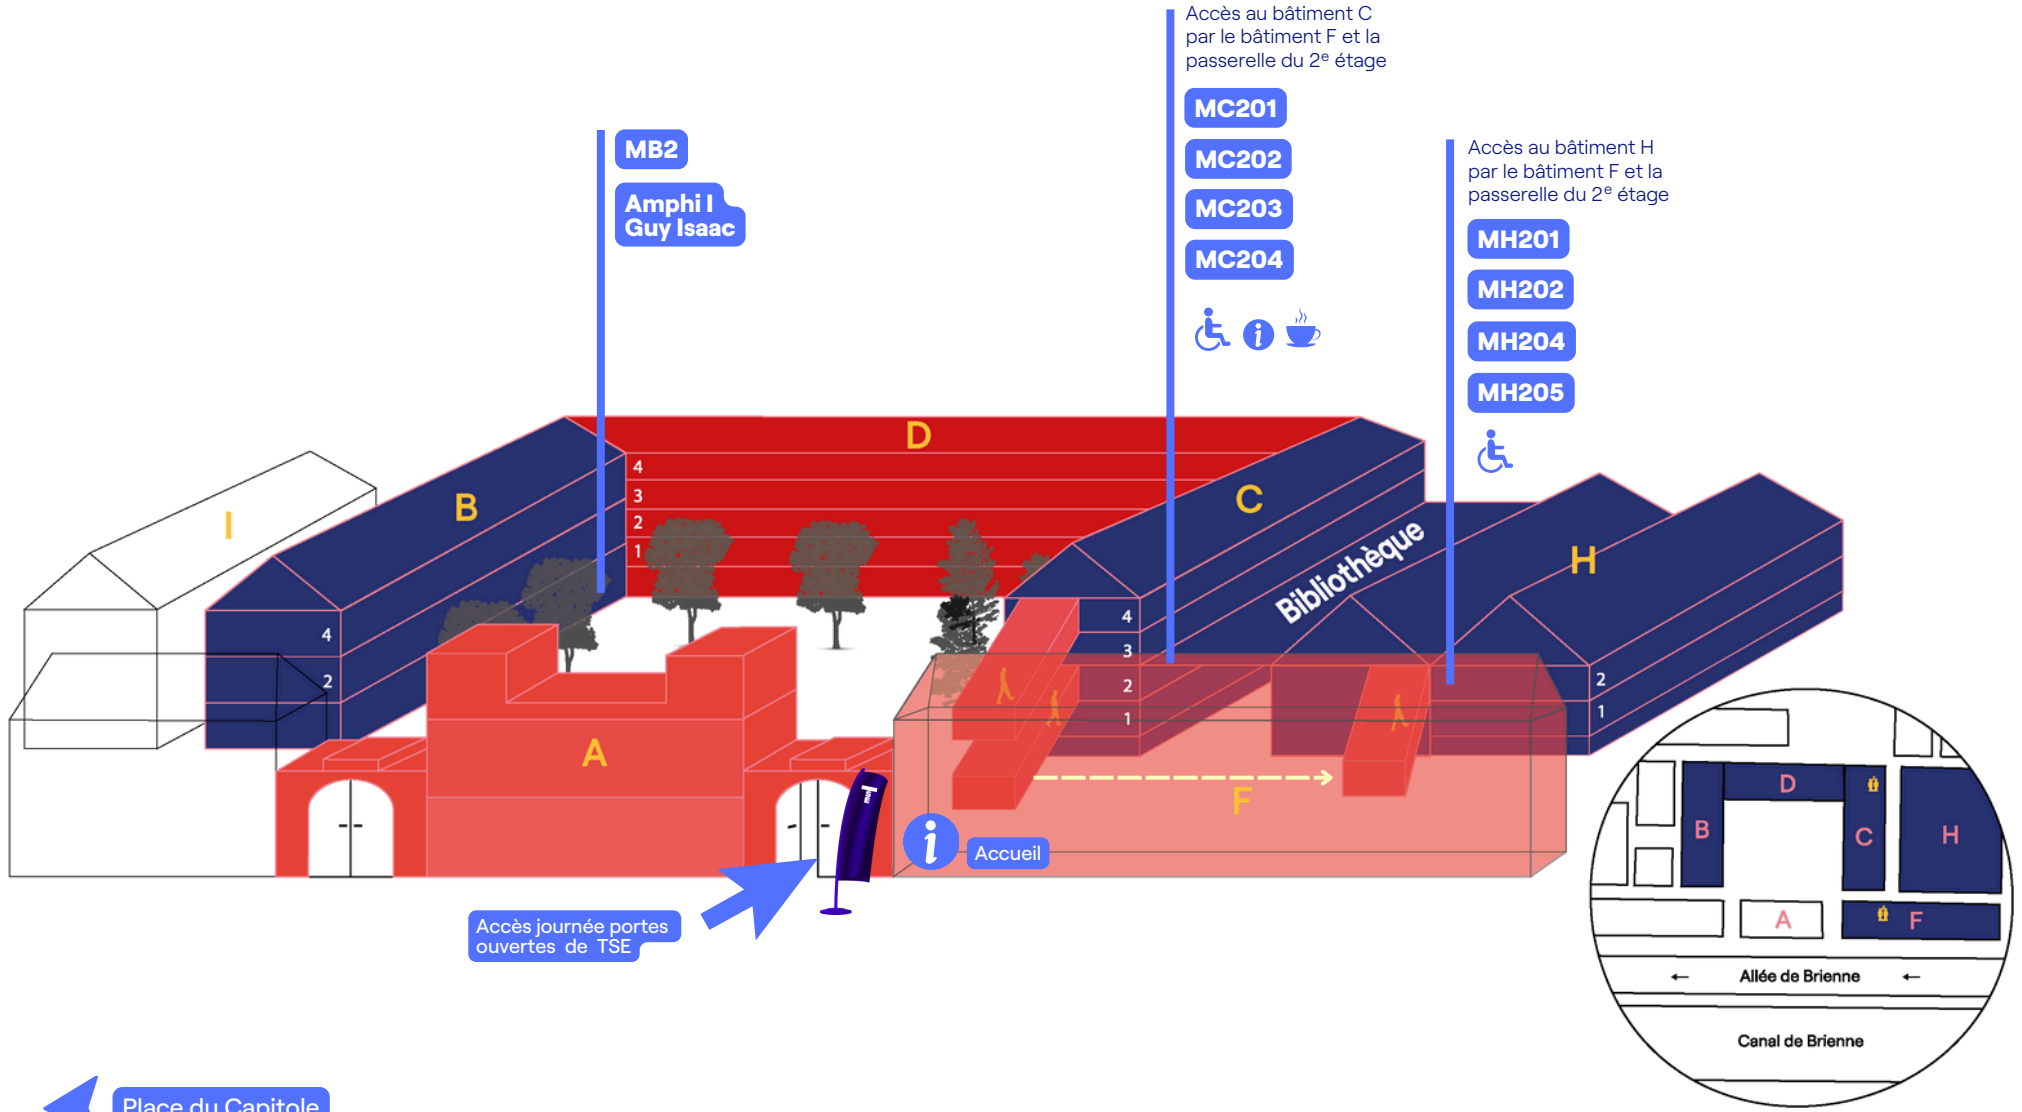 Accès au bâtiment C
par le bâtiment F et la
passerelle du 2e étage
MC201
MC202
MC203
MC204
MB2
Amphi I
Guy Isaac
Accès au bâtiment H
par le bâtiment F et la
passerelle du 2e étage
MH201
MH202
MH204
MH205
D
4
3
2
1
I
B
4
2
C
4
3
2
1
Bibliothèque
H
2
1
A
F
Accueil
Accès journée portes
ouvertes de TSE
D
B
C
H
A
F
← Allée de Brienne ←
Canal de Brienne
Place du Capitole